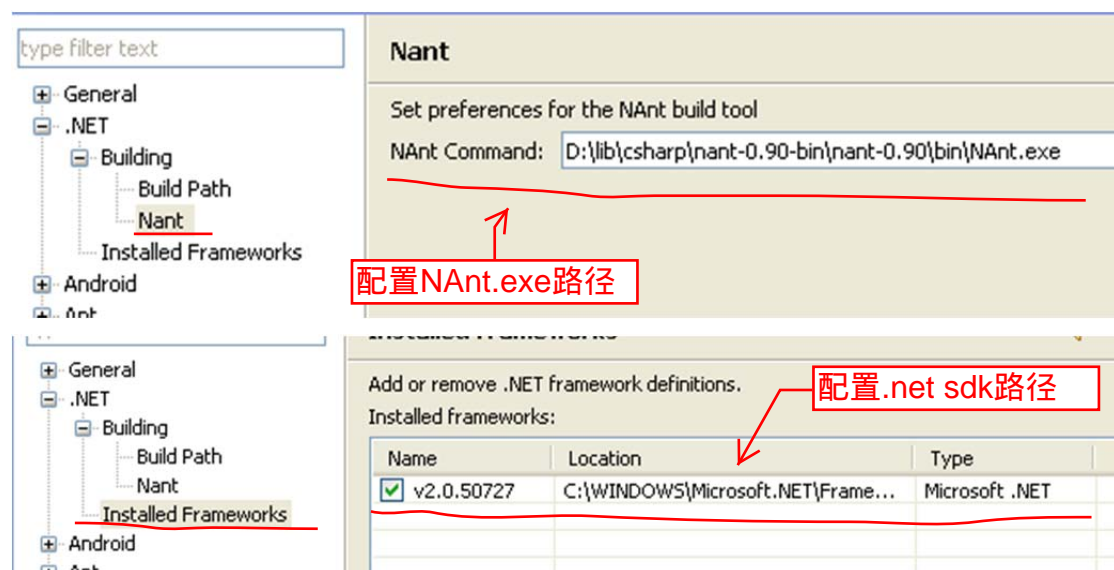 type filter text
Nant
General
.NET
Building
Build Path
Nant
Installed Frameworks
Android
Ant
Set preferences for the NAnt build tool
NAnt Command: D:\lib\csharp\nant-0.90-bin\nant-0.90\bin\NAnt.exe
配置NAnt.exe路径
Installed Frameworks
General
.NET
Building
Build Path
Nant
Installed Frameworks
Android
Ant
Add or remove .NET framework definitions.
配置.net sdk路径
Installed frameworks:
Name Location Type
v2.0.50727 C:\WINDOWS\Microsoft.NET\Frame... Microsoft .NET